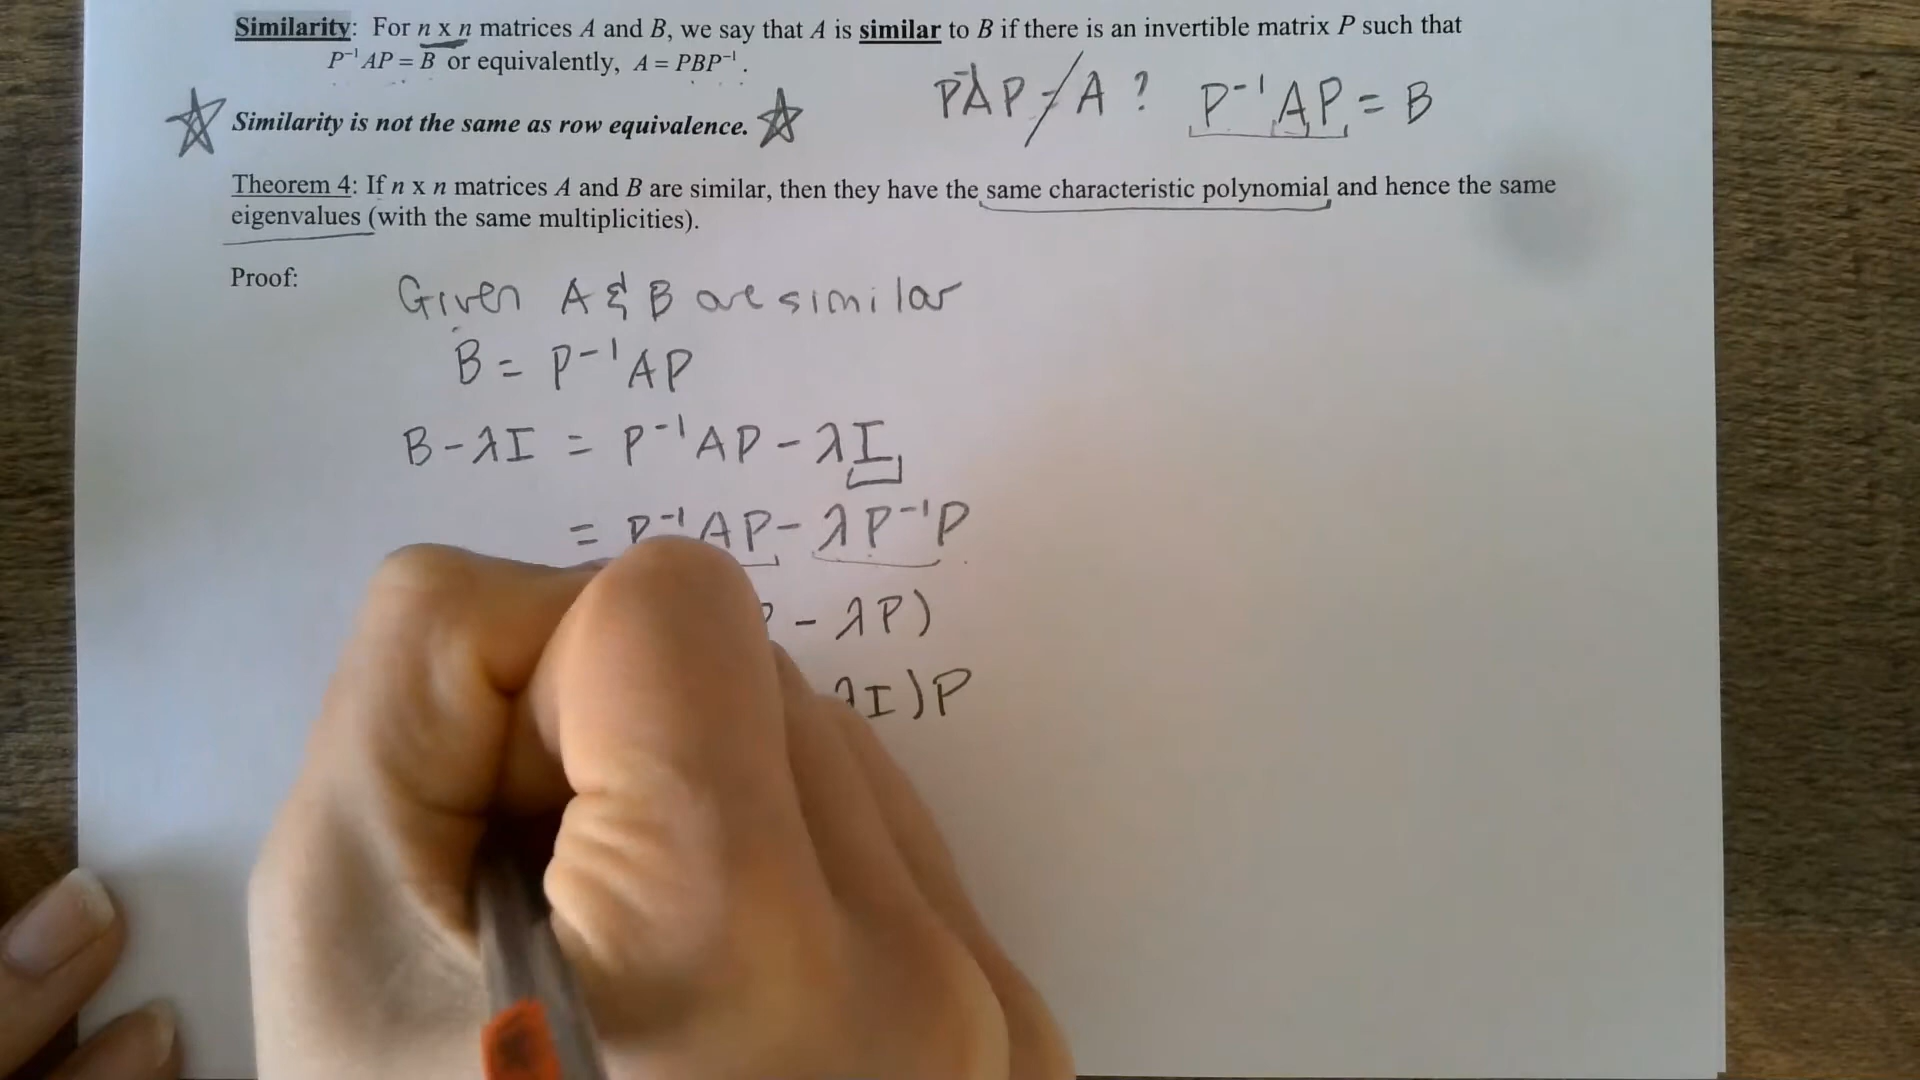 Similarity: For n x n matrices A and B, we say that A is similar to B if there is an invertible matrix P such that
P⁻¹AP = B or equivalently, A = PBP⁻¹.
P⁻¹AP = A ? P⁻¹AP = B
Similarity is not the same as row equivalence.
Theorem 4: If n x n matrices A and B are similar, then they have the same characteristic polynomial and hence the same
eigenvalues (with the same multiplicities).
Proof: Given A & B are similar
B = P⁻¹AP
B - λI = P⁻¹AP - λI
= P⁻¹AP - λP⁻¹P
- λP)
λI)P